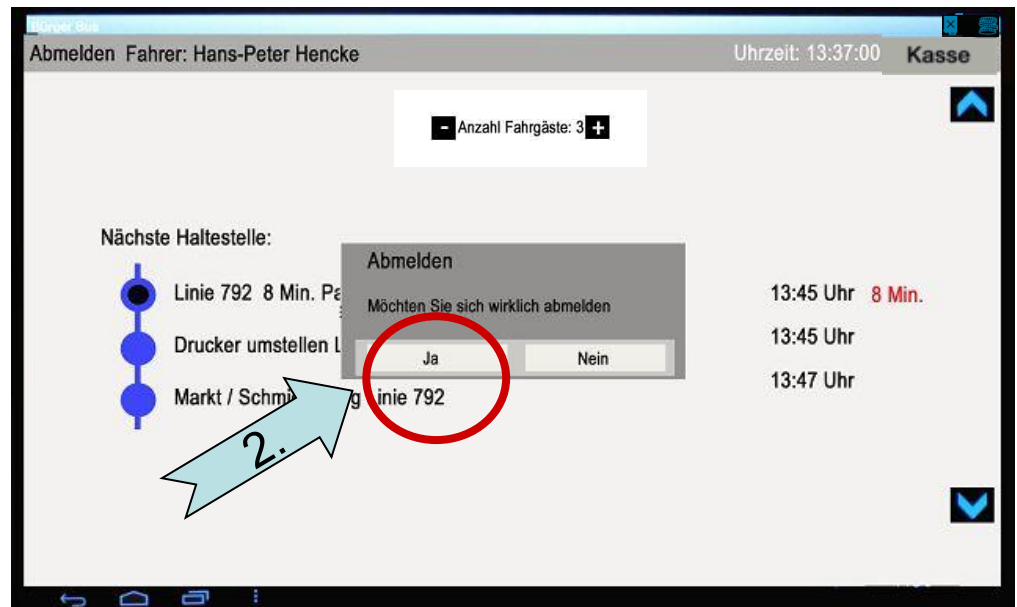 Bürger Bus
Abmelden Fahrer: Hans-Peter Hencke
Uhrzeit: 13:37:00
Kasse
- Anzahl Fahrgäste: 3 +
Nächste Haltestelle:
Linie 792 8 Min.
13:45 Uhr 8 Min.
Drucker umstellen
13:45 Uhr
Markt /
inie 792
13:47 Uhr
Abmelden
Möchten Sie sich wirklich abmelden
Ja
Nein
2.